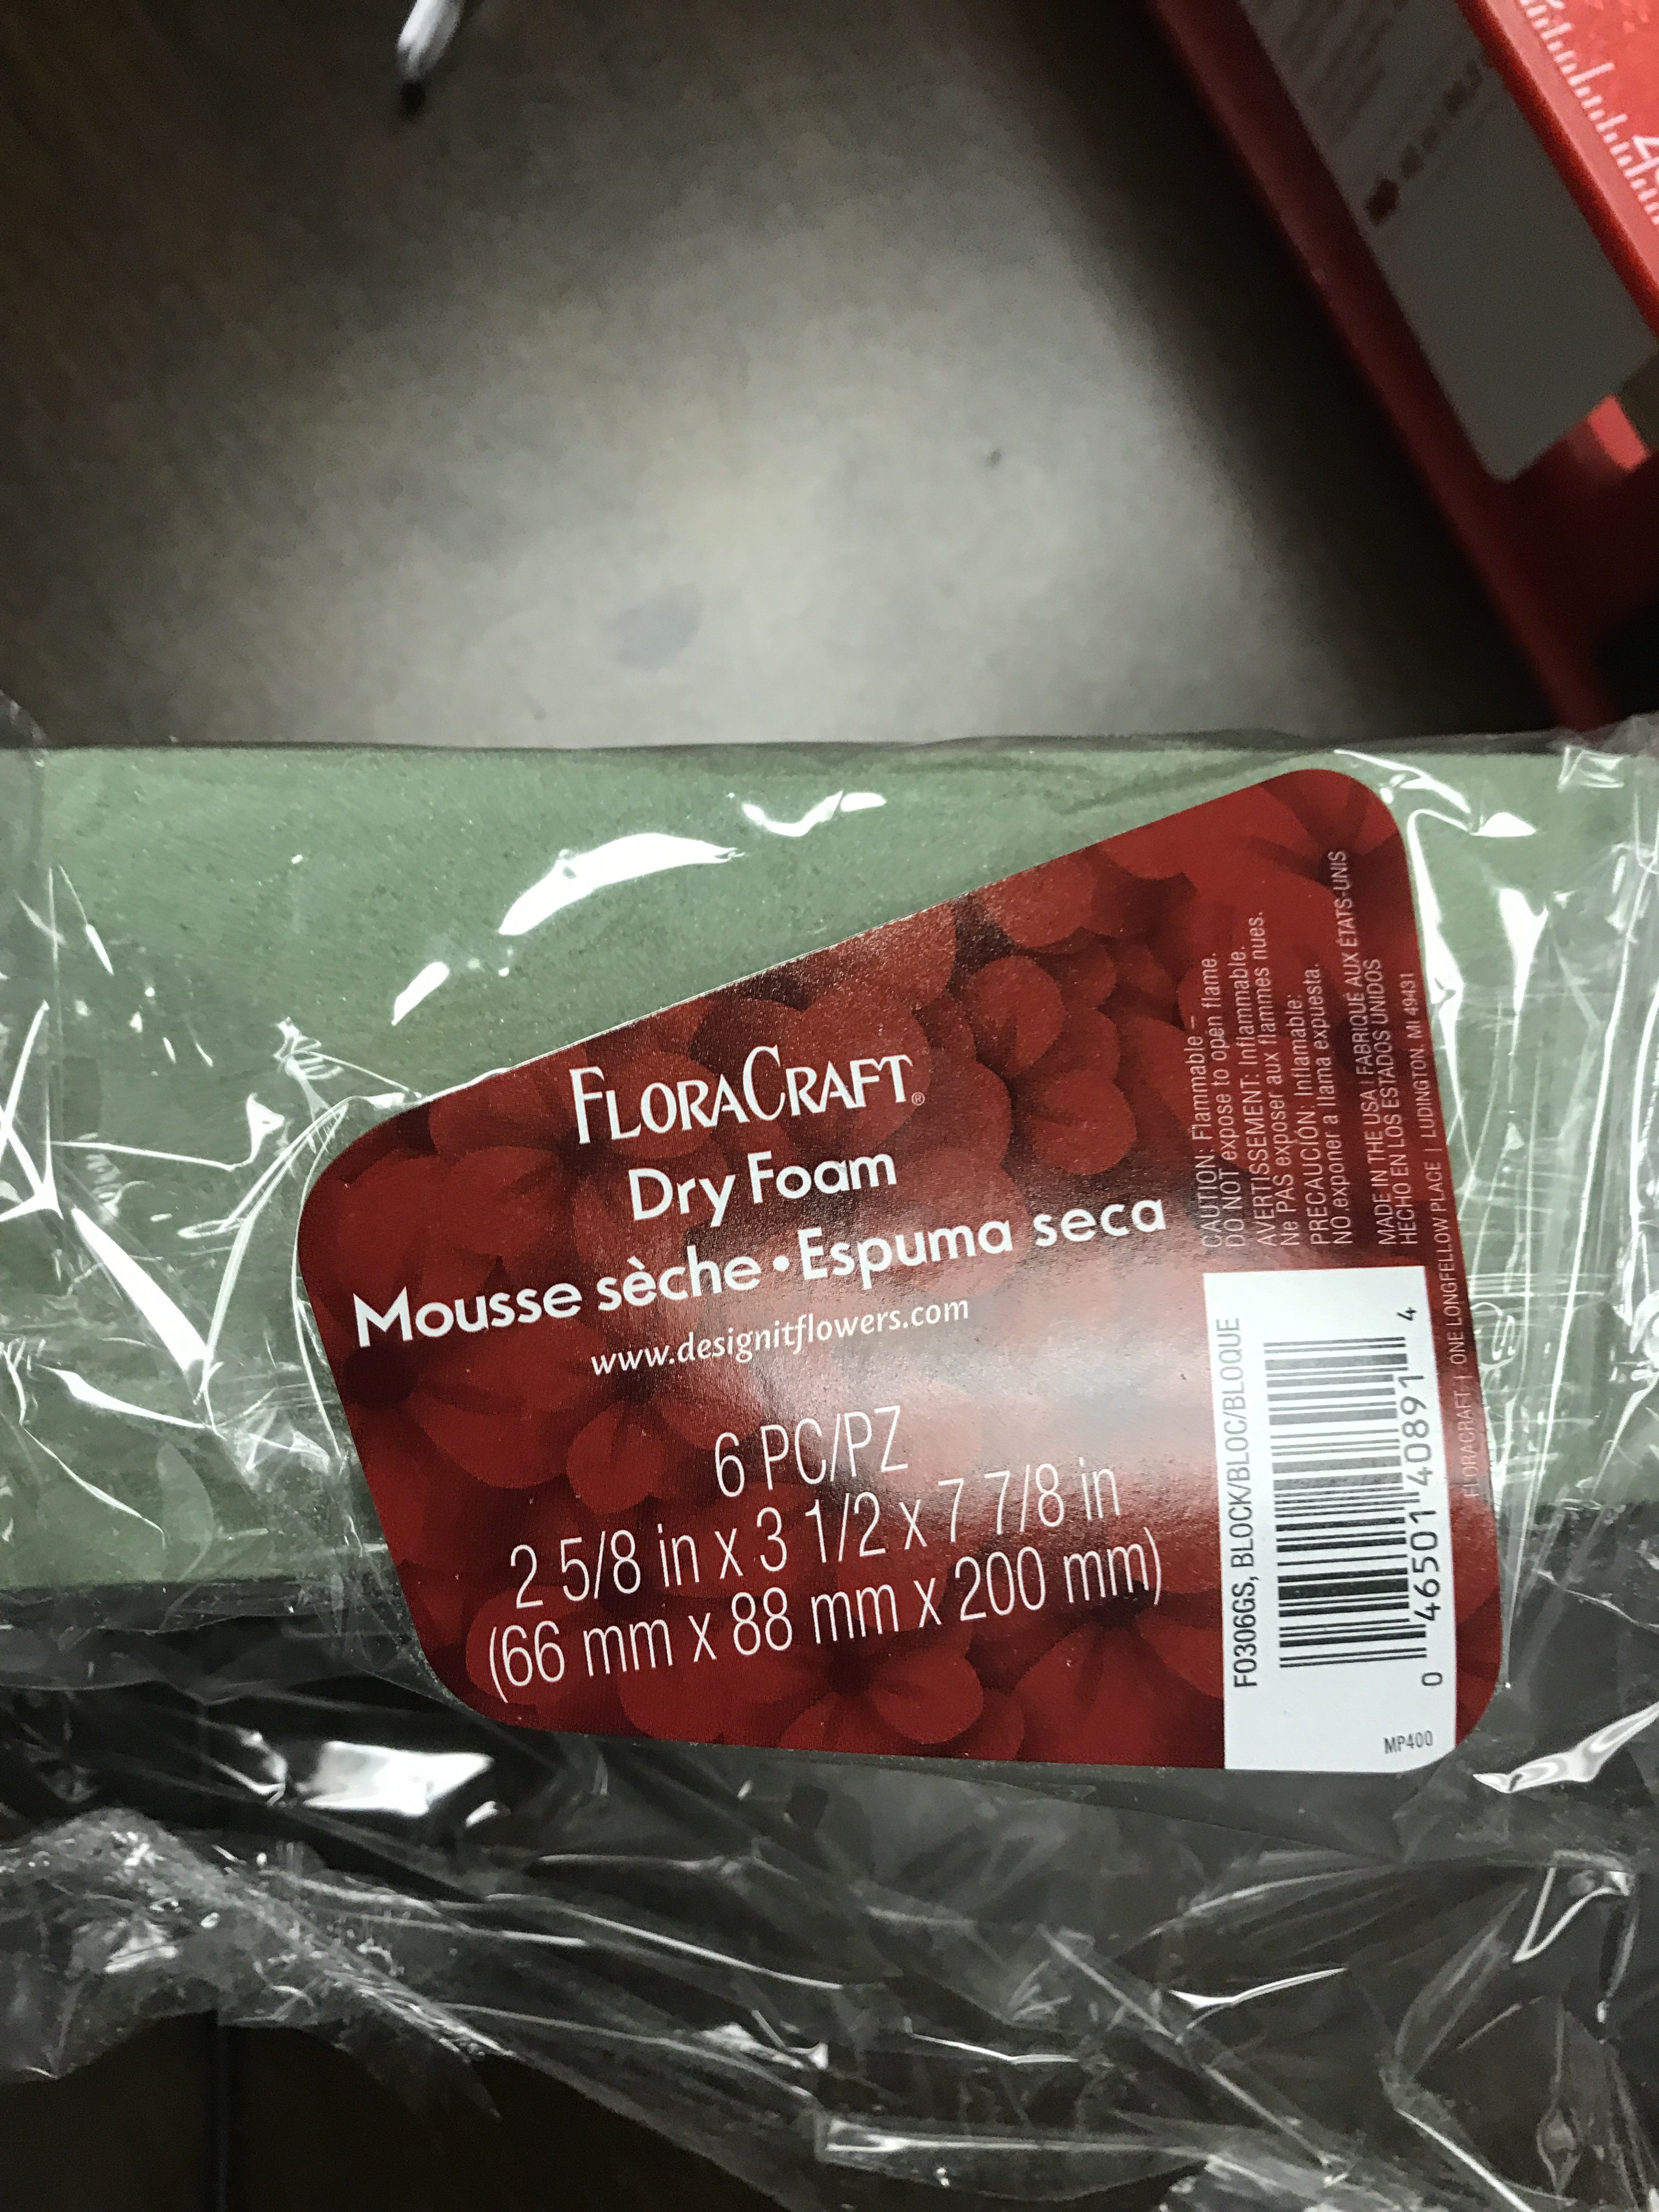 FLORACRAFT®
Dry Foam
Mousse sèche • Espuma seca
www.designitflowers.com
6 PC/PZ
2 5/8 in x 3 1/2 x 7 7/8 in
(66 mm x 88 mm x 200 mm)
CAUTION: Flammable –
DO NOT expose to open flame.
AVERTISSEMENT: Inflammable.
Ne PAS exposer aux flammes nues.
PRECAUCIÓN: Inflamable:
NO exponer a llama expuesta.
MADE IN THE USA | FABRIQUÉ AUX ÉTATS-UNIS
HECHO EN LOS ESTADOS UNIDOS
FLORACRAFT | ONE LONGFELLOW PLACE | LUDINGTON, MI 49431
F0306GS, BLOCK/BLOC/BLOQUE
0 46501 40891 4
MP400